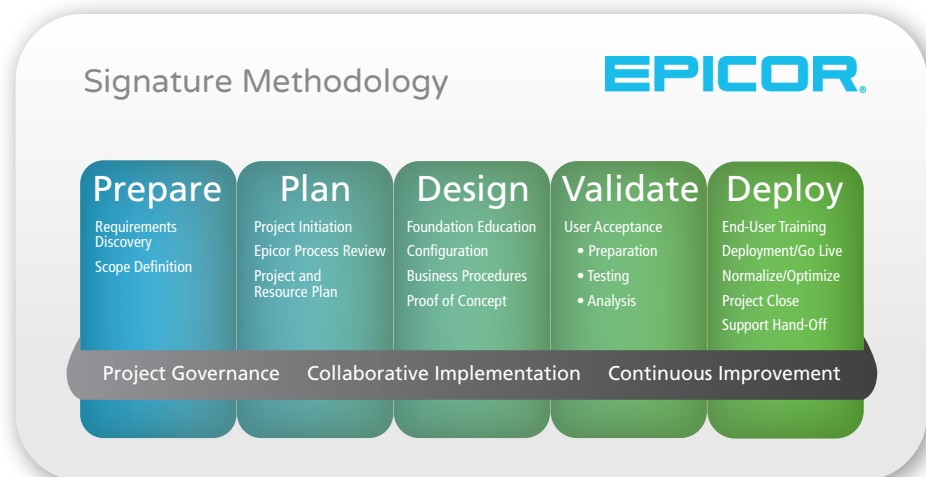 Signature Methodology
EPICOR®
Prepare
Requirements
Discovery
Scope Definition
Plan
Project Initiation
Epicor Process Review
Project and
Resource Plan
Design
Foundation Education
Configuration
Business Procedures
Proof of Concept
Validate
User Acceptance
• Preparation
• Testing
• Analysis
Deploy
End-User Training
Deployment/Go Live
Normalize/Optimize
Project Close
Support Hand-Off
Project Governance Collaborative Implementation Continuous Improvement